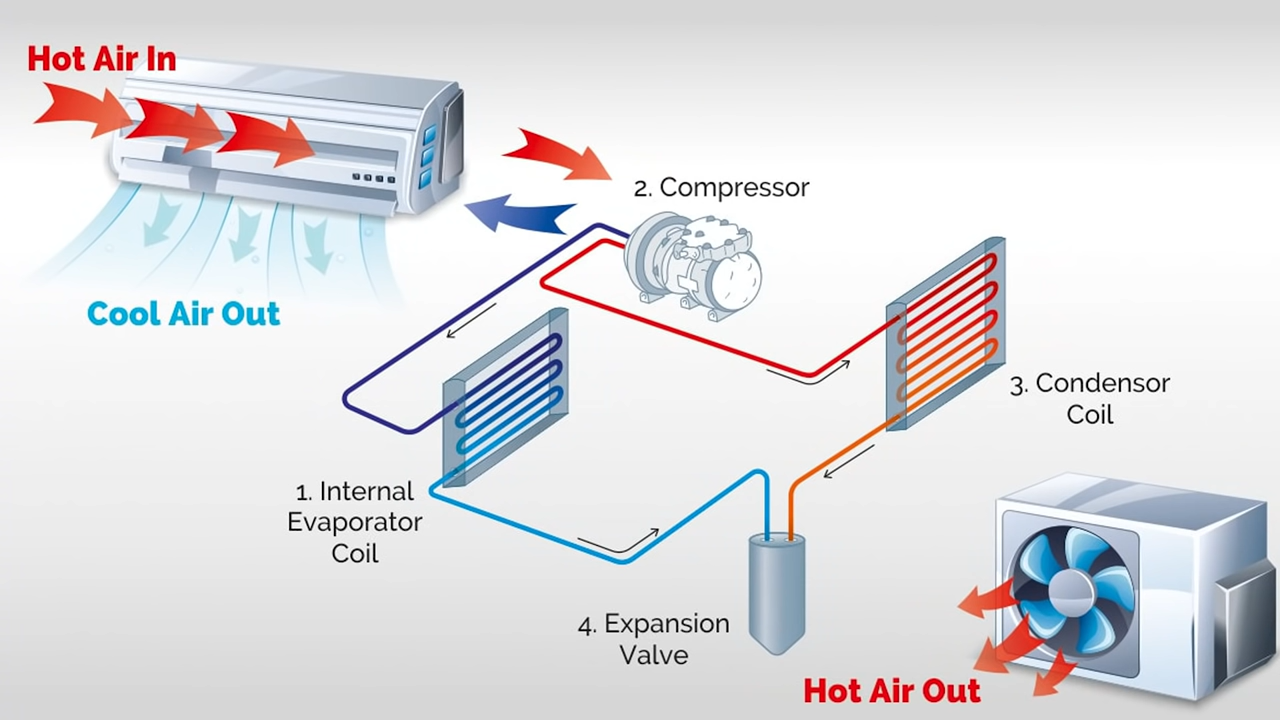 Hot Air In
2. Compressor
Cool Air Out
3. Condensor
Coil
1. Internal
Evaporator
Coil
4. Expansion
Valve
Hot Air Out